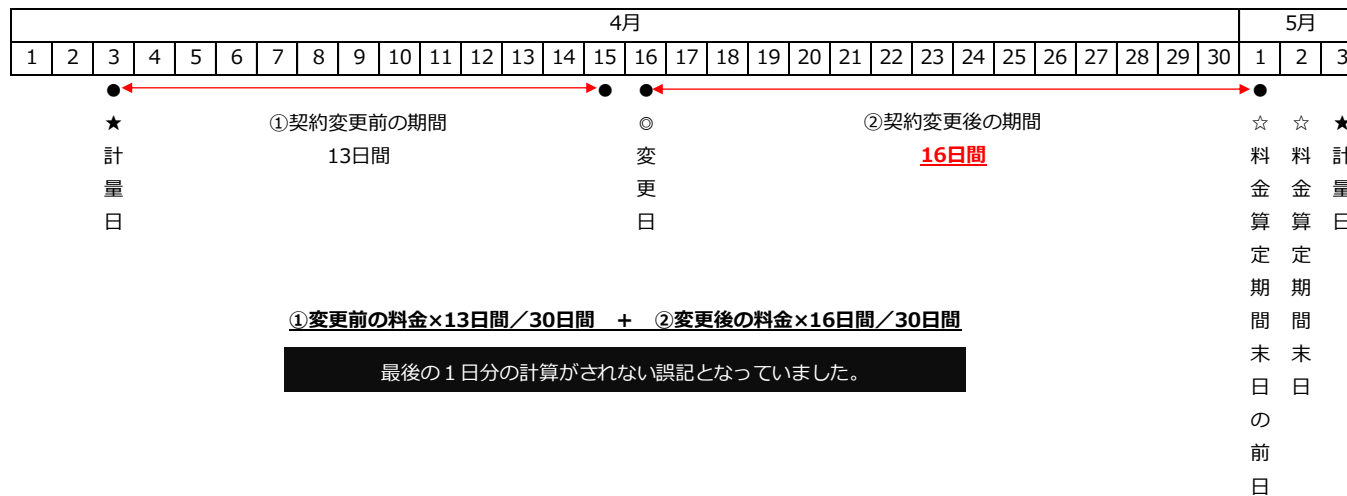 4月 5月
1 2 3 4 5 6 7 8 9 10 11 12 13 14 15 16 17 18 19 20 21 22 23 24 25 26 27 28 29 30 1 2 3
★計量日
①契約変更前の期間
13日間
◎変更日
②契約変更後の期間
16日間
☆料金算定期間末日の前日
☆料金算定期間末日
★計量日
①変更前の料金×13日間／30日間　+　②変更後の料金×16日間／30日間
最後の１日分の計算がされない誤記となっていました。